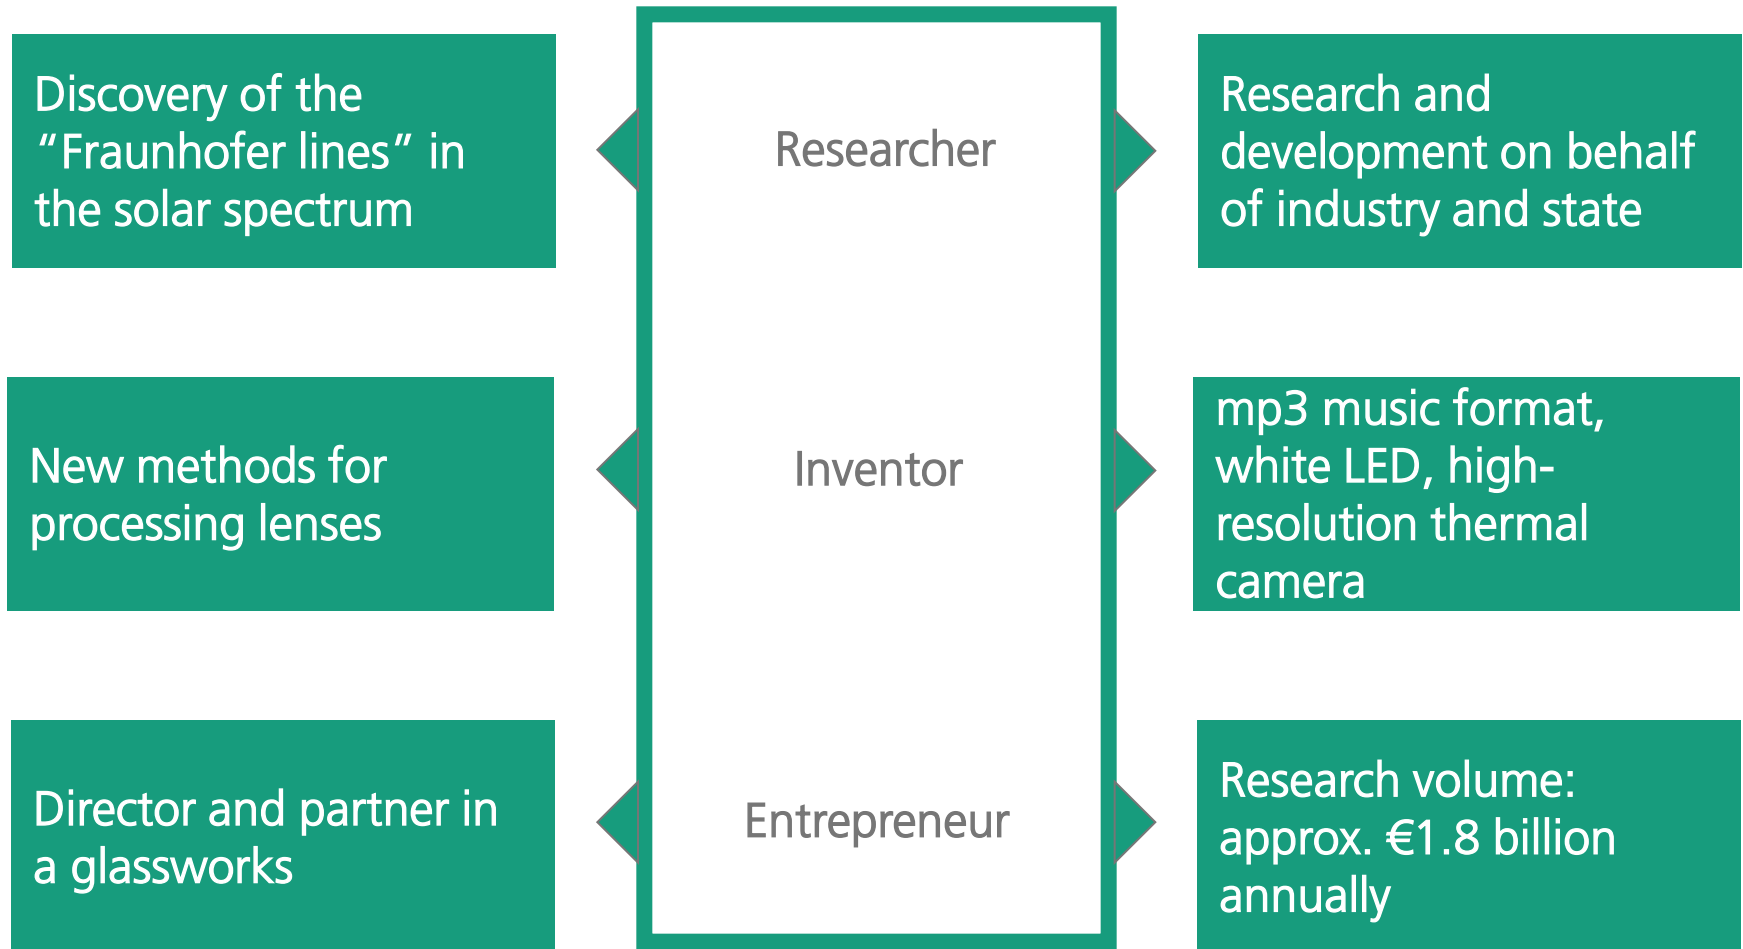 Discovery of the
“Fraunhofer lines” in
the solar spectrum
Researcher
Research and
development on behalf
of industry and state
New methods for
processing lenses
Inventor
mp3 music format,
white LED, high-
resolution thermal
camera
Director and partner in
a glassworks
Entrepreneur
Research volume:
approx. €1.8 billion
annually